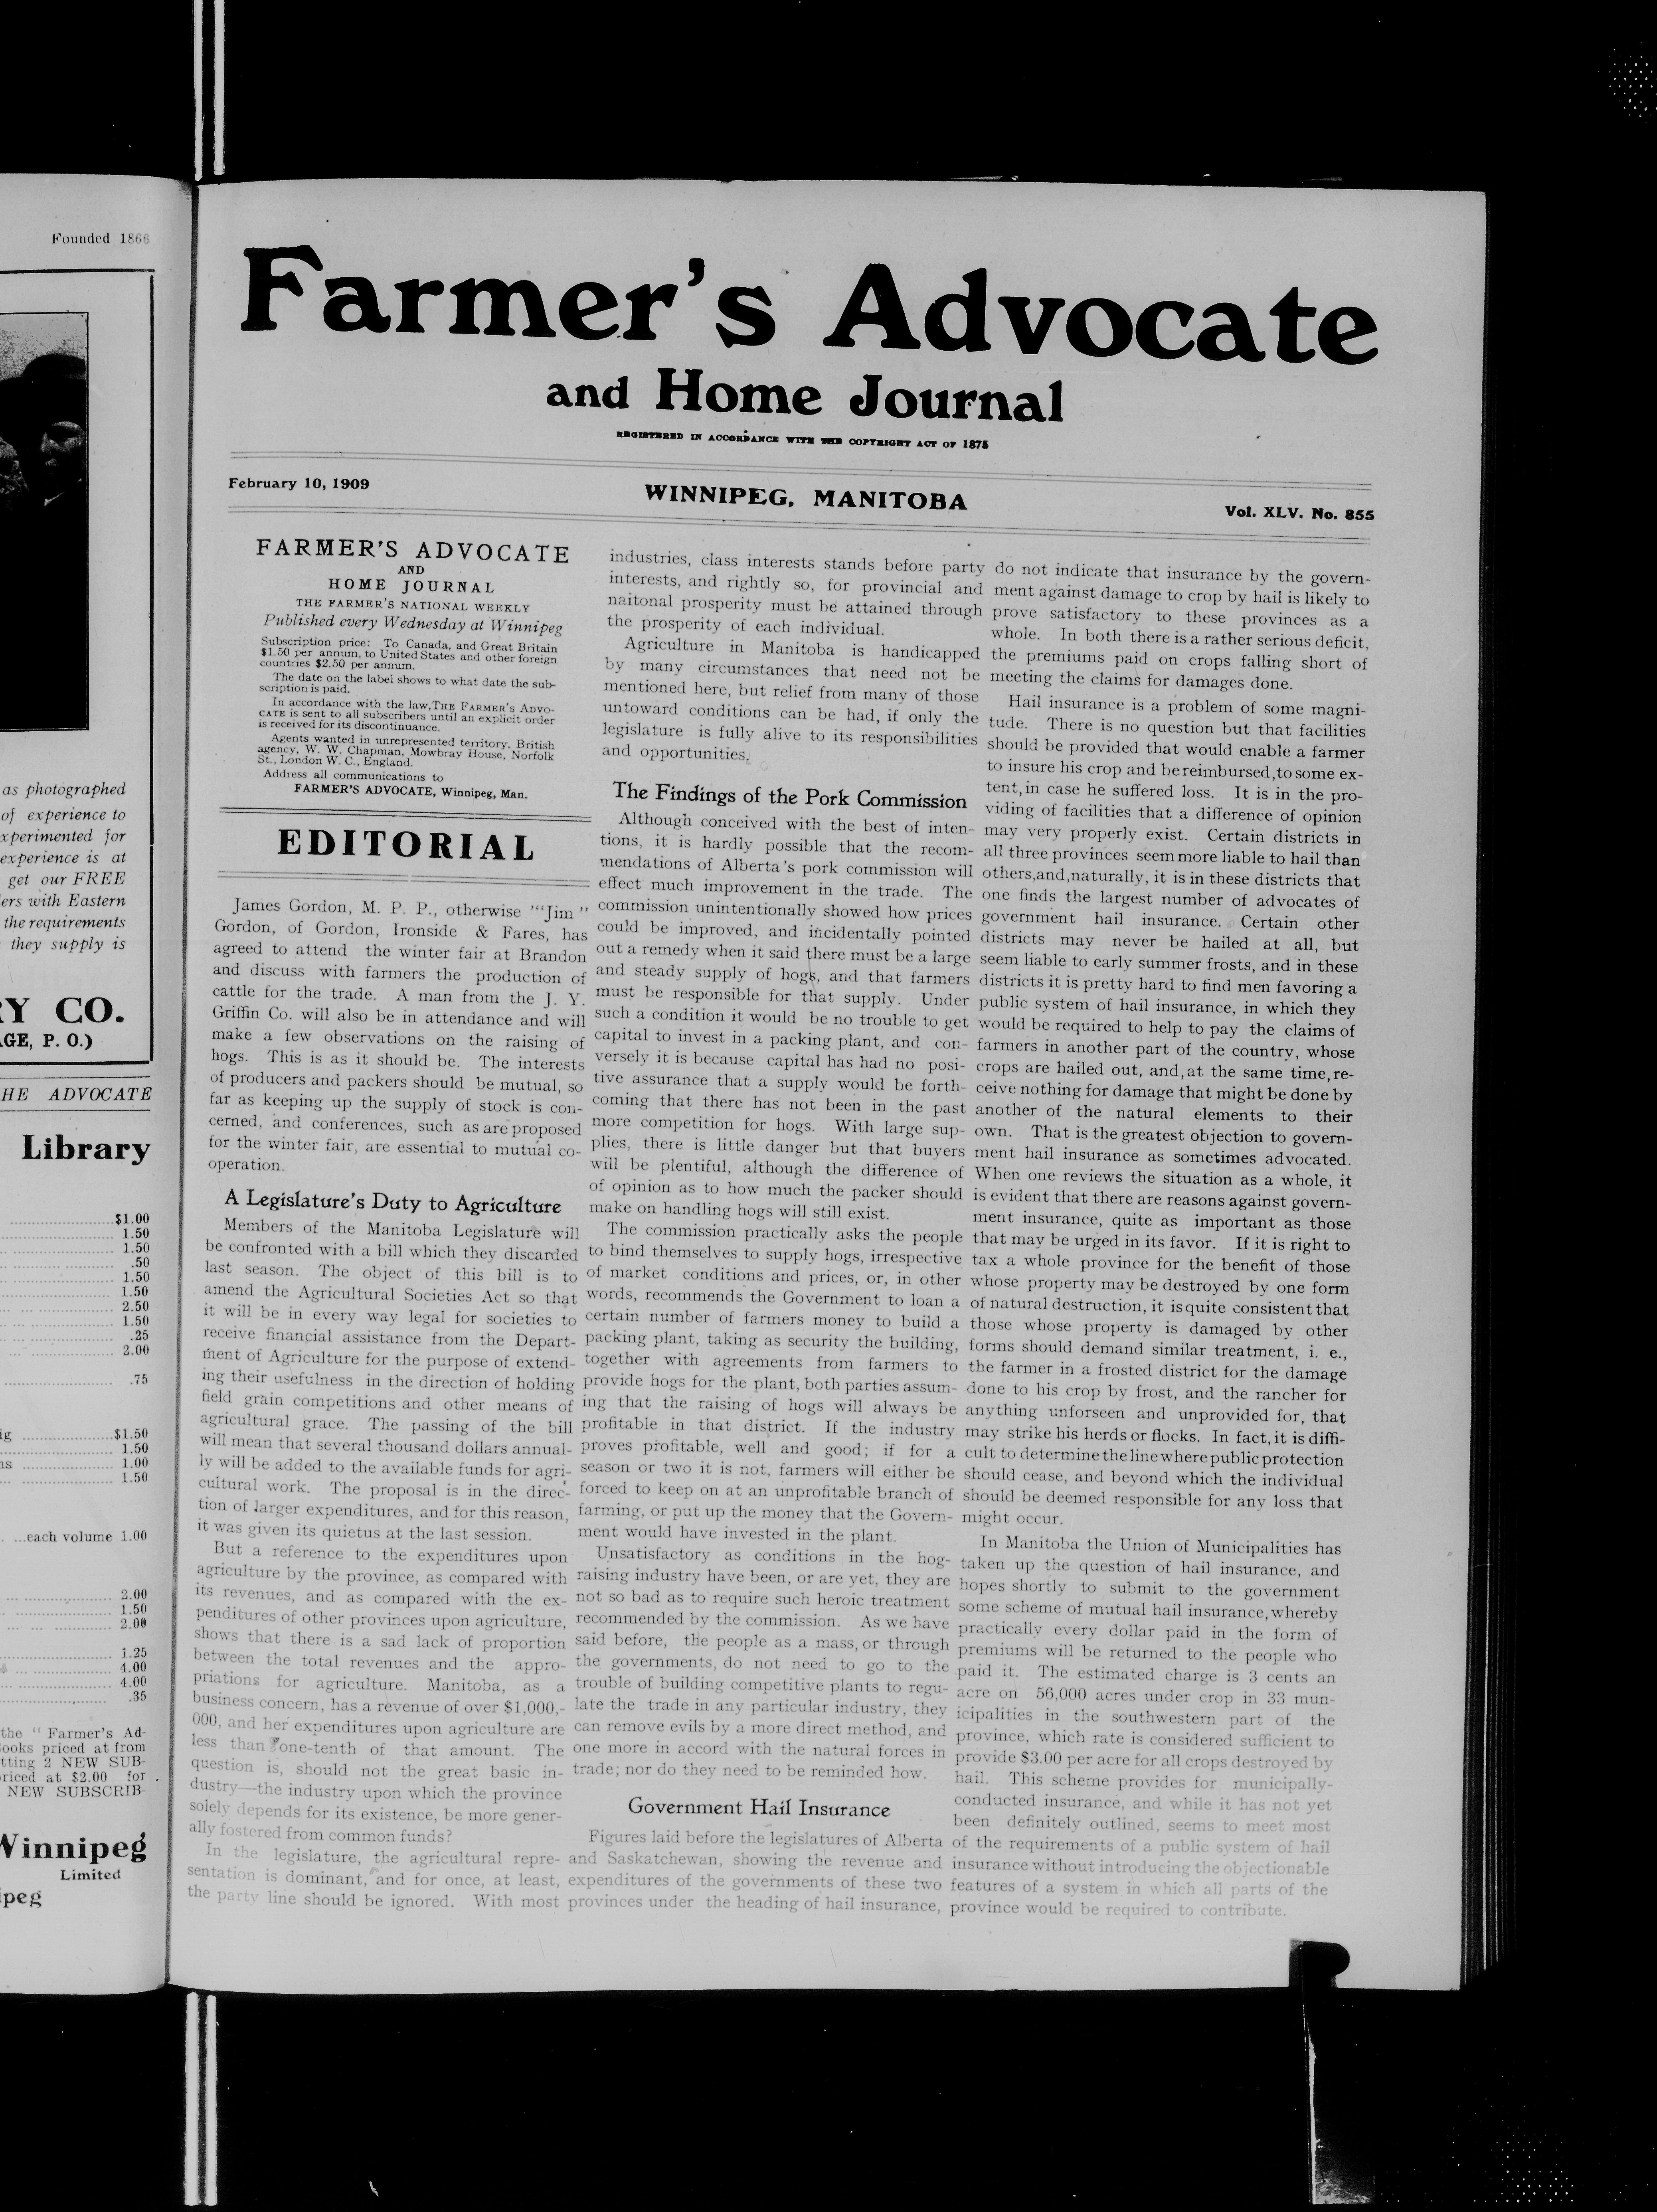 Founded 1866
as photographed
of experience to
xperimented for
experience is at
get our FREE
ers with Eastern
the requirements
they supply is
RY CO.
AGE, P. O.)
HE ADVOCATE
Library
$1.00
1.50
1.50
.50
1.50
1.50
2.50
1.50
.25
2.00
.75
ig $1.50
1.50
ns 1.00
1.50
...each volume 1.00
2.00
1.50
2.00
1.25
4.00
4.00
.35
the " Farmer's Ad-
ooks priced at from
tting 2 NEW SUB-
riced at $2.00 for
NEW SUBSCRIB-
Winnipeg
Limited
ipeg
Farmer's Advocate
and Home Journal
REGISTERED IN ACCORDANCE WITH THE COPYRIGHT ACT OF 1875
February 10, 1909
WINNIPEG, MANITOBA
Vol. XLV. No. 855
FARMER'S ADVOCATE
AND
HOME JOURNAL
THE FARMER'S NATIONAL WEEKLY
Published every Wednesday at Winnipeg
Subscription price: To Canada, and Great Britain
$1.50 per annum, to United States and other foreign
countries $2.50 per annum.
The date on the label shows to what date the sub-
scription is paid.
In accordance with the law, THE FARMER'S ADVO-
CATE is sent to all subscribers until an explicit order
is received for its discontinuance.
Agents wanted in unrepresented territory. British
agency, W. W. Chapman, Mowbray House, Norfolk
St., London W. C., England.
Address all communications to
FARMER'S ADVOCATE, Winnipeg, Man.
EDITORIAL
James Gordon, M. P. P., otherwise '"Jim"
Gordon, of Gordon, Ironside & Fares, has
agreed to attend the winter fair at Brandon
and discuss with farmers the production of
cattle for the trade. A man from the J. Y.
Griffin Co. will also be in attendance and will
make a few observations on the raising of
hogs. This is as it should be. The interests
of producers and packers should be mutual, so
far as keeping up the supply of stock is con-
cerned, and conferences, such as are proposed
for the winter fair, are essential to mutual co-
operation.
A Legislature's Duty to Agriculture
Members of the Manitoba Legislature will
be confronted with a bill which they discarded
last season. The object of this bill is to
amend the Agricultural Societies Act so that
it will be in every way legal for societies to
receive financial assistance from the Depart-
ment of Agriculture for the purpose of extend-
ing their usefulness in the direction of holding
field grain competitions and other means of
agricultural grace. The passing of the bill
will mean that several thousand dollars annual-
ly will be added to the available funds for agri-
cultural work. The proposal is in the direc-
tion of larger expenditures, and for this reason,
it was given its quietus at the last session.
But a reference to the expenditures upon
agriculture by the province, as compared with
its revenues, and as compared with the ex-
penditures of other provinces upon agriculture,
shows that there is a sad lack of proportion
between the total revenues and the appro-
priations for agriculture. Manitoba, as a
business concern, has a revenue of over $1,000,-
000, and her expenditures upon agriculture are
less than one-tenth of that amount. The
question is, should not the great basic in-
dustry—the industry upon which the province
solely depends for its existence, be more gener-
ally fostered from common funds?
In the legislature, the agricultural repre-
sentation is dominant, and for once, at least,
the party line should be ignored. With most
industries, class interests stands before party
interests, and rightly so, for provincial and
naitonal prosperity must be attained through
the prosperity of each individual.
Agriculture in Manitoba is handicapped
by many circumstances that need not be
mentioned here, but relief from many of those
untoward conditions can be had, if only the
legislature is fully alive to its responsibilities
and opportunities.
The Findings of the Pork Commission
Although conceived with the best of inten-
tions, it is hardly possible that the recom-
mendations of Alberta's pork commission will
effect much improvement in the trade. The
commission unintentionally showed how prices
could be improved, and incidentally pointed
out a remedy when it said there must be a large
and steady supply of hogs, and that farmers
must be responsible for that supply. Under
such a condition it would be no trouble to get
capital to invest in a packing plant, and con-
versely it is because capital has had no posi-
tive assurance that a supply would be forth-
coming that there has not been in the past
more competition for hogs. With large sup-
plies, there is little danger but that buyers
will be plentiful, although the difference of
of opinion as to how much the packer should
make on handling hogs will still exist.
The commission practically asks the people
to bind themselves to supply hogs, irrespective
of market conditions and prices, or, in other
words, recommends the Government to loan a
certain number of farmers money to build a
packing plant, taking as security the building,
together with agreements from farmers to
provide hogs for the plant, both parties assum-
ing that the raising of hogs will always be
profitable in that district. If the industry
proves profitable, well and good; if for a
season or two it is not, farmers will either be
forced to keep on at an unprofitable branch of
farming, or put up the money that the Govern-
ment would have invested in the plant.
Unsatisfactory as conditions in the hog-
raising industry have been, or are yet, they are
not so bad as to require such heroic treatment
recommended by the commission. As we have
said before, the people as a mass, or through
the governments, do not need to go to the
trouble of building competitive plants to regu-
late the trade in any particular industry, they
can remove evils by a more direct method, and
one more in accord with the natural forces in
trade; nor do they need to be reminded how.
Government Hail Insurance
Figures laid before the legislatures of Alberta
and Saskatchewan, showing the revenue and
expenditures of the governments of these two
provinces under the heading of hail insurance,
do not indicate that insurance by the govern-
ment against damage to crop by hail is likely to
prove satisfactory to these provinces as a
whole. In both there is a rather serious deficit,
the premiums paid on crops falling short of
meeting the claims for damages done.
Hail insurance is a problem of some magni-
tude. There is no question but that facilities
should be provided that would enable a farmer
to insure his crop and be reimbursed, to some ex-
tent, in case he suffered loss. It is in the pro-
viding of facilities that a difference of opinion
may very properly exist. Certain districts in
all three provinces seem more liable to hail than
others, and, naturally, it is in these districts that
one finds the largest number of advocates of
government hail insurance. Certain other
districts may never be hailed at all, but
seem liable to early summer frosts, and in these
districts it is pretty hard to find men favoring a
public system of hail insurance, in which they
would be required to help to pay the claims of
farmers in another part of the country, whose
crops are hailed out, and, at the same time, re-
ceive nothing for damage that might be done by
another of the natural elements to their
own. That is the greatest objection to govern-
ment hail insurance as sometimes advocated.
When one reviews the situation as a whole, it
is evident that there are reasons against govern-
ment insurance, quite as important as those
that may be urged in its favor. If it is right to
tax a whole province for the benefit of those
whose property may be destroyed by one form
of natural destruction, it is quite consistent that
those whose property is damaged by other
forms should demand similar treatment, i. e.,
the farmer in a frosted district for the damage
done to his crop by frost, and the rancher for
anything unforseen and unprovided for, that
may strike his herds or flocks. In fact, it is diffi-
cult to determine the line where public protection
should cease, and beyond which the individual
should be deemed responsible for any loss that
might occur.
In Manitoba the Union of Municipalities has
taken up the question of hail insurance, and
hopes shortly to submit to the government
some scheme of mutual hail insurance, whereby
practically every dollar paid in the form of
premiums will be returned to the people who
paid it. The estimated charge is 3 cents an
acre on 56,000 acres under crop in 33 mun-
icipalities in the southwestern part of the
province, which rate is considered sufficient to
provide $3.00 per acre for all crops destroyed by
hail. This scheme provides for municipally-
conducted insurance, and while it has not yet
been definitely outlined, seems to meet most
of the requirements of a public system of hail
insurance without introducing the objectionable
features of a system in which all parts of the
province would be required to contribute.